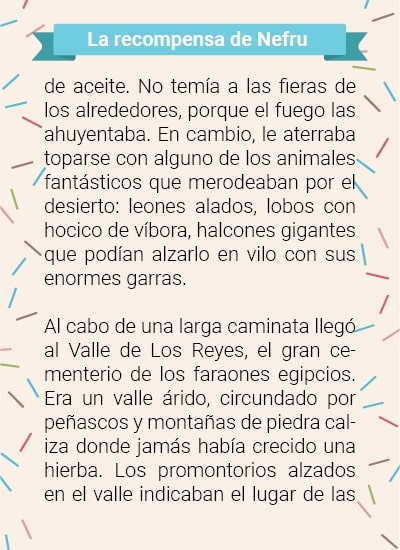 La recompensa de Nefru
de aceite. No temía a las fieras de
los alrededores, porque el fuego las
ahuyentaba. En cambio, le aterraba
toparse con alguno de los animales
fantásticos que merodeaban por el
desierto: leones alados, lobos con
hocico de víbora, halcones gigantes
que podían alzarlo en vilo con sus
enormes garras.
Al cabo de una larga caminata llegó
al Valle de Los Reyes, el gran ce-
menterio de los faraones egipcios.
Era un valle árido, circundado por
peñascos y montañas de piedra cal-
iza donde jamás había crecido una
hierba. Los promontorios alzados
en el valle indicaban el lugar de las